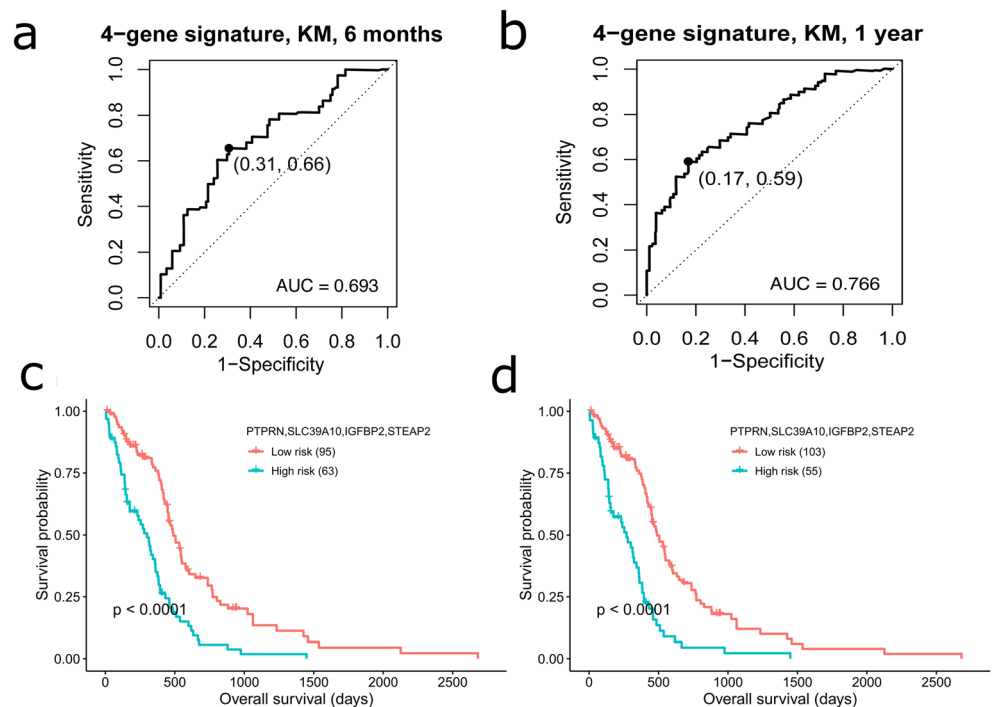 a
4−gene signature, KM, 6 months
1.0
0.8
0.6
0.4
0.2
0.0
Sensitivity
(0.31, 0.66)
AUC = 0.693
0.0 0.2 0.4 0.6 0.8 1.0
1−Specificity
b
4−gene signature, KM, 1 year
1.0
0.8
0.6
0.4
0.2
0.0
Sensitivity
(0.17, 0.59)
AUC = 0.766
0.0 0.2 0.4 0.6 0.8 1.0
1−Specificity
c
1.00
0.75
0.50
0.25
0.00
Survival probability
PTPRN,SLC39A10,IGFBP2,STEAP2
Low risk (95)
High risk (63)
p < 0.0001
0 500 1000 1500 2000 2500
Overall survival (days)
d
1.00
0.75
0.50
0.25
0.00
Survival probability
PTPRN,SLC39A10,IGFBP2,STEAP2
Low risk (103)
High risk (55)
p < 0.0001
0 500 1000 1500 2000 2500
Overall survival (days)